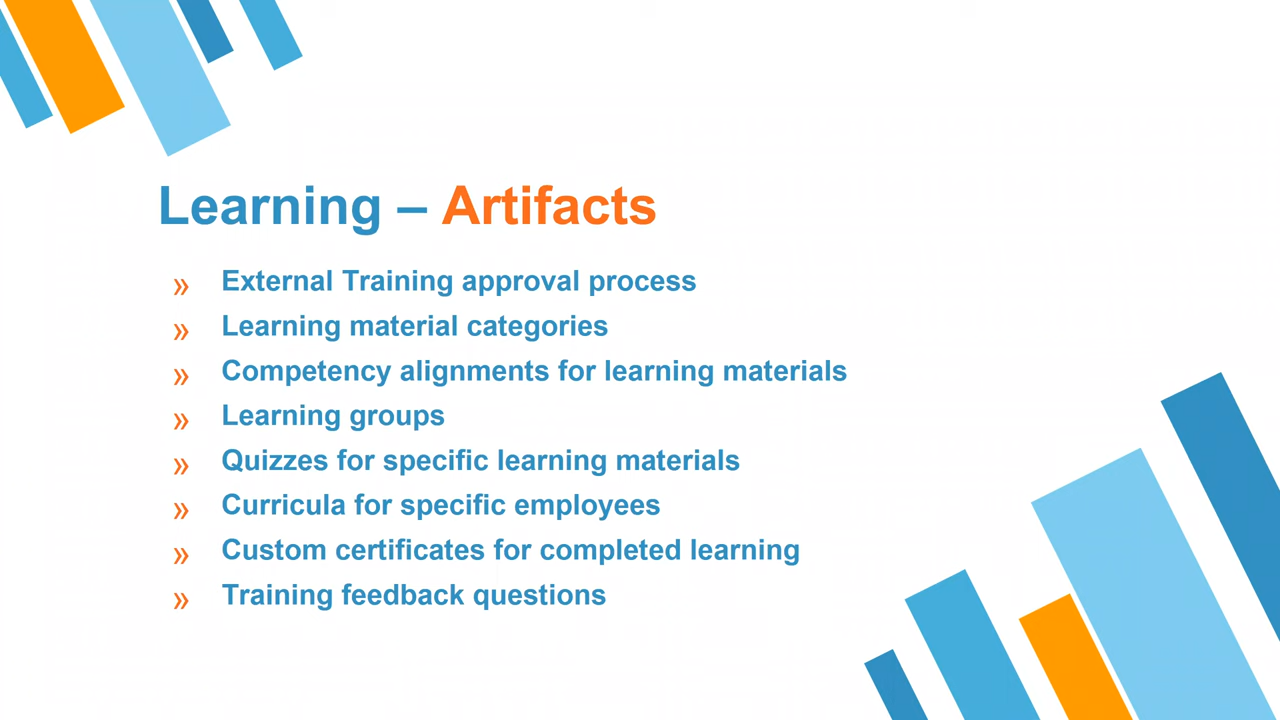 Learning – Artifacts
» External Training approval process
» Learning material categories
» Competency alignments for learning materials
» Learning groups
» Quizzes for specific learning materials
» Curricula for specific employees
» Custom certificates for completed learning
» Training feedback questions